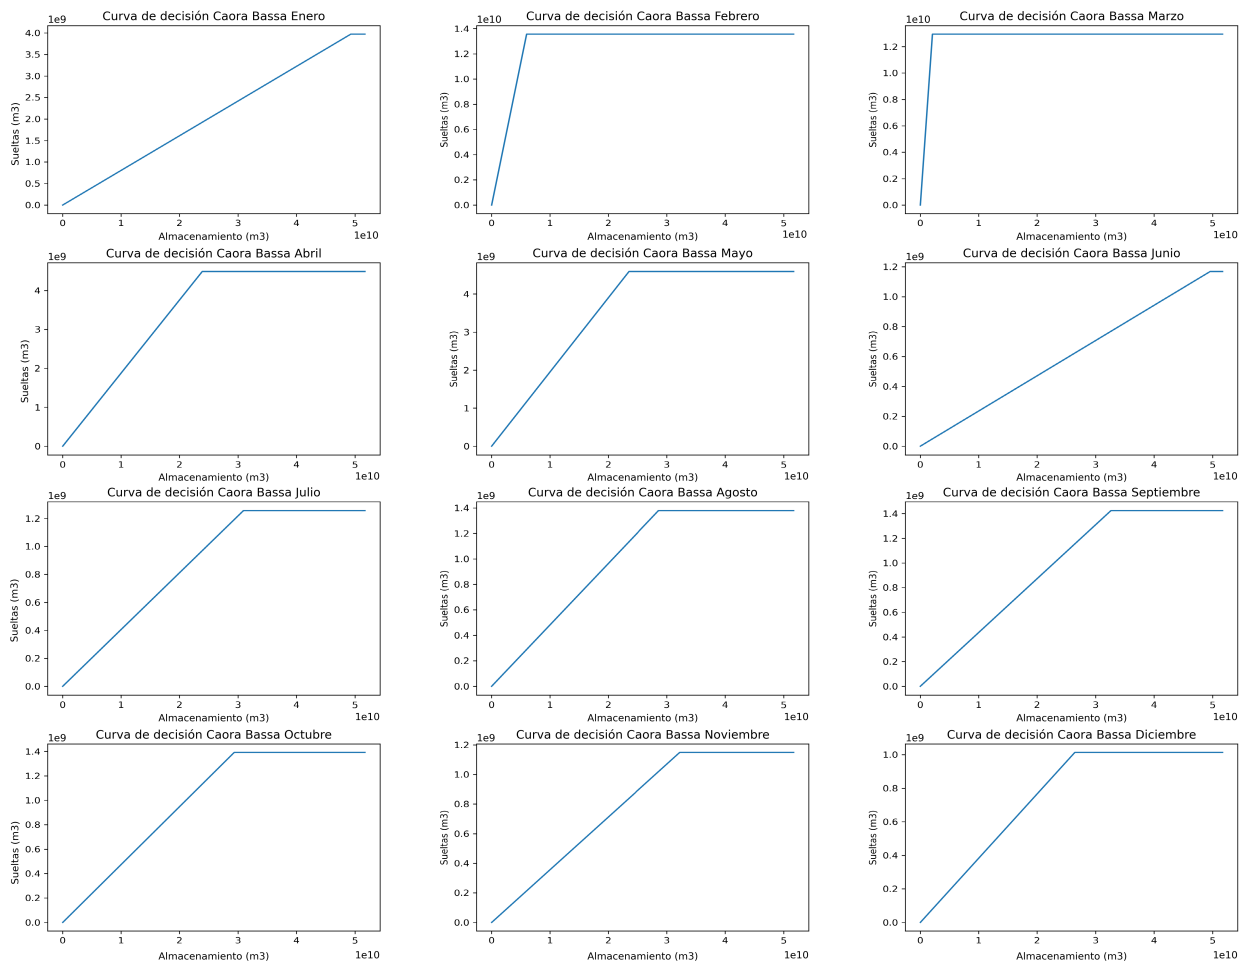 Curva de decisión Caora Bassa Enero
1e9
4.0
3.5
3.0
2.5
2.0
1.5
1.0
0.5
0.0
Sueltas (m3)
0 1 2 3 4 5
Almacenamiento (m3) 1e10
Curva de decisión Caora Bassa Febrero
1e10
1.4
1.2
1.0
0.8
0.6
0.4
0.2
0.0
Sueltas (m3)
0 1 2 3 4 5
Almacenamiento (m3) 1e10
Curva de decisión Caora Bassa Marzo
1e10
1.2
1.0
0.8
0.6
0.4
0.2
0.0
Sueltas (m3)
0 1 2 3 4 5
Almacenamiento (m3) 1e10
Curva de decisión Caora Bassa Abril
1e9
4
3
2
1
0
Sueltas (m3)
0 1 2 3 4 5
Almacenamiento (m3) 1e10
Curva de decisión Caora Bassa Mayo
1e9
4
3
2
1
0
Sueltas (m3)
0 1 2 3 4 5
Almacenamiento (m3) 1e10
Curva de decisión Caora Bassa Junio
1e9
1.2
1.0
0.8
0.6
0.4
0.2
0.0
Sueltas (m3)
0 1 2 3 4 5
Almacenamiento (m3) 1e10
Curva de decisión Caora Bassa Julio
1e9
1.2
1.0
0.8
0.6
0.4
0.2
0.0
Sueltas (m3)
0 1 2 3 4 5
Almacenamiento (m3) 1e10
Curva de decisión Caora Bassa Agosto
1e9
1.4
1.2
1.0
0.8
0.6
0.4
0.2
0.0
Sueltas (m3)
0 1 2 3 4 5
Almacenamiento (m3) 1e10
Curva de decisión Caora Bassa Septiembre
1e9
1.4
1.2
1.0
0.8
0.6
0.4
0.2
0.0
Sueltas (m3)
0 1 2 3 4 5
Almacenamiento (m3) 1e10
Curva de decisión Caora Bassa Octubre
1e9
1.4
1.2
1.0
0.8
0.6
0.4
0.2
0.0
Sueltas (m3)
0 1 2 3 4 5
Almacenamiento (m3) 1e10
Curva de decisión Caora Bassa Noviembre
1e9
1.2
1.0
0.8
0.6
0.4
0.2
0.0
Sueltas (m3)
0 1 2 3 4 5
Almacenamiento (m3) 1e10
Curva de decisión Caora Bassa Diciembre
1e9
1.0
0.8
0.6
0.4
0.2
0.0
Sueltas (m3)
0 1 2 3 4 5
Almacenamiento (m3) 1e10